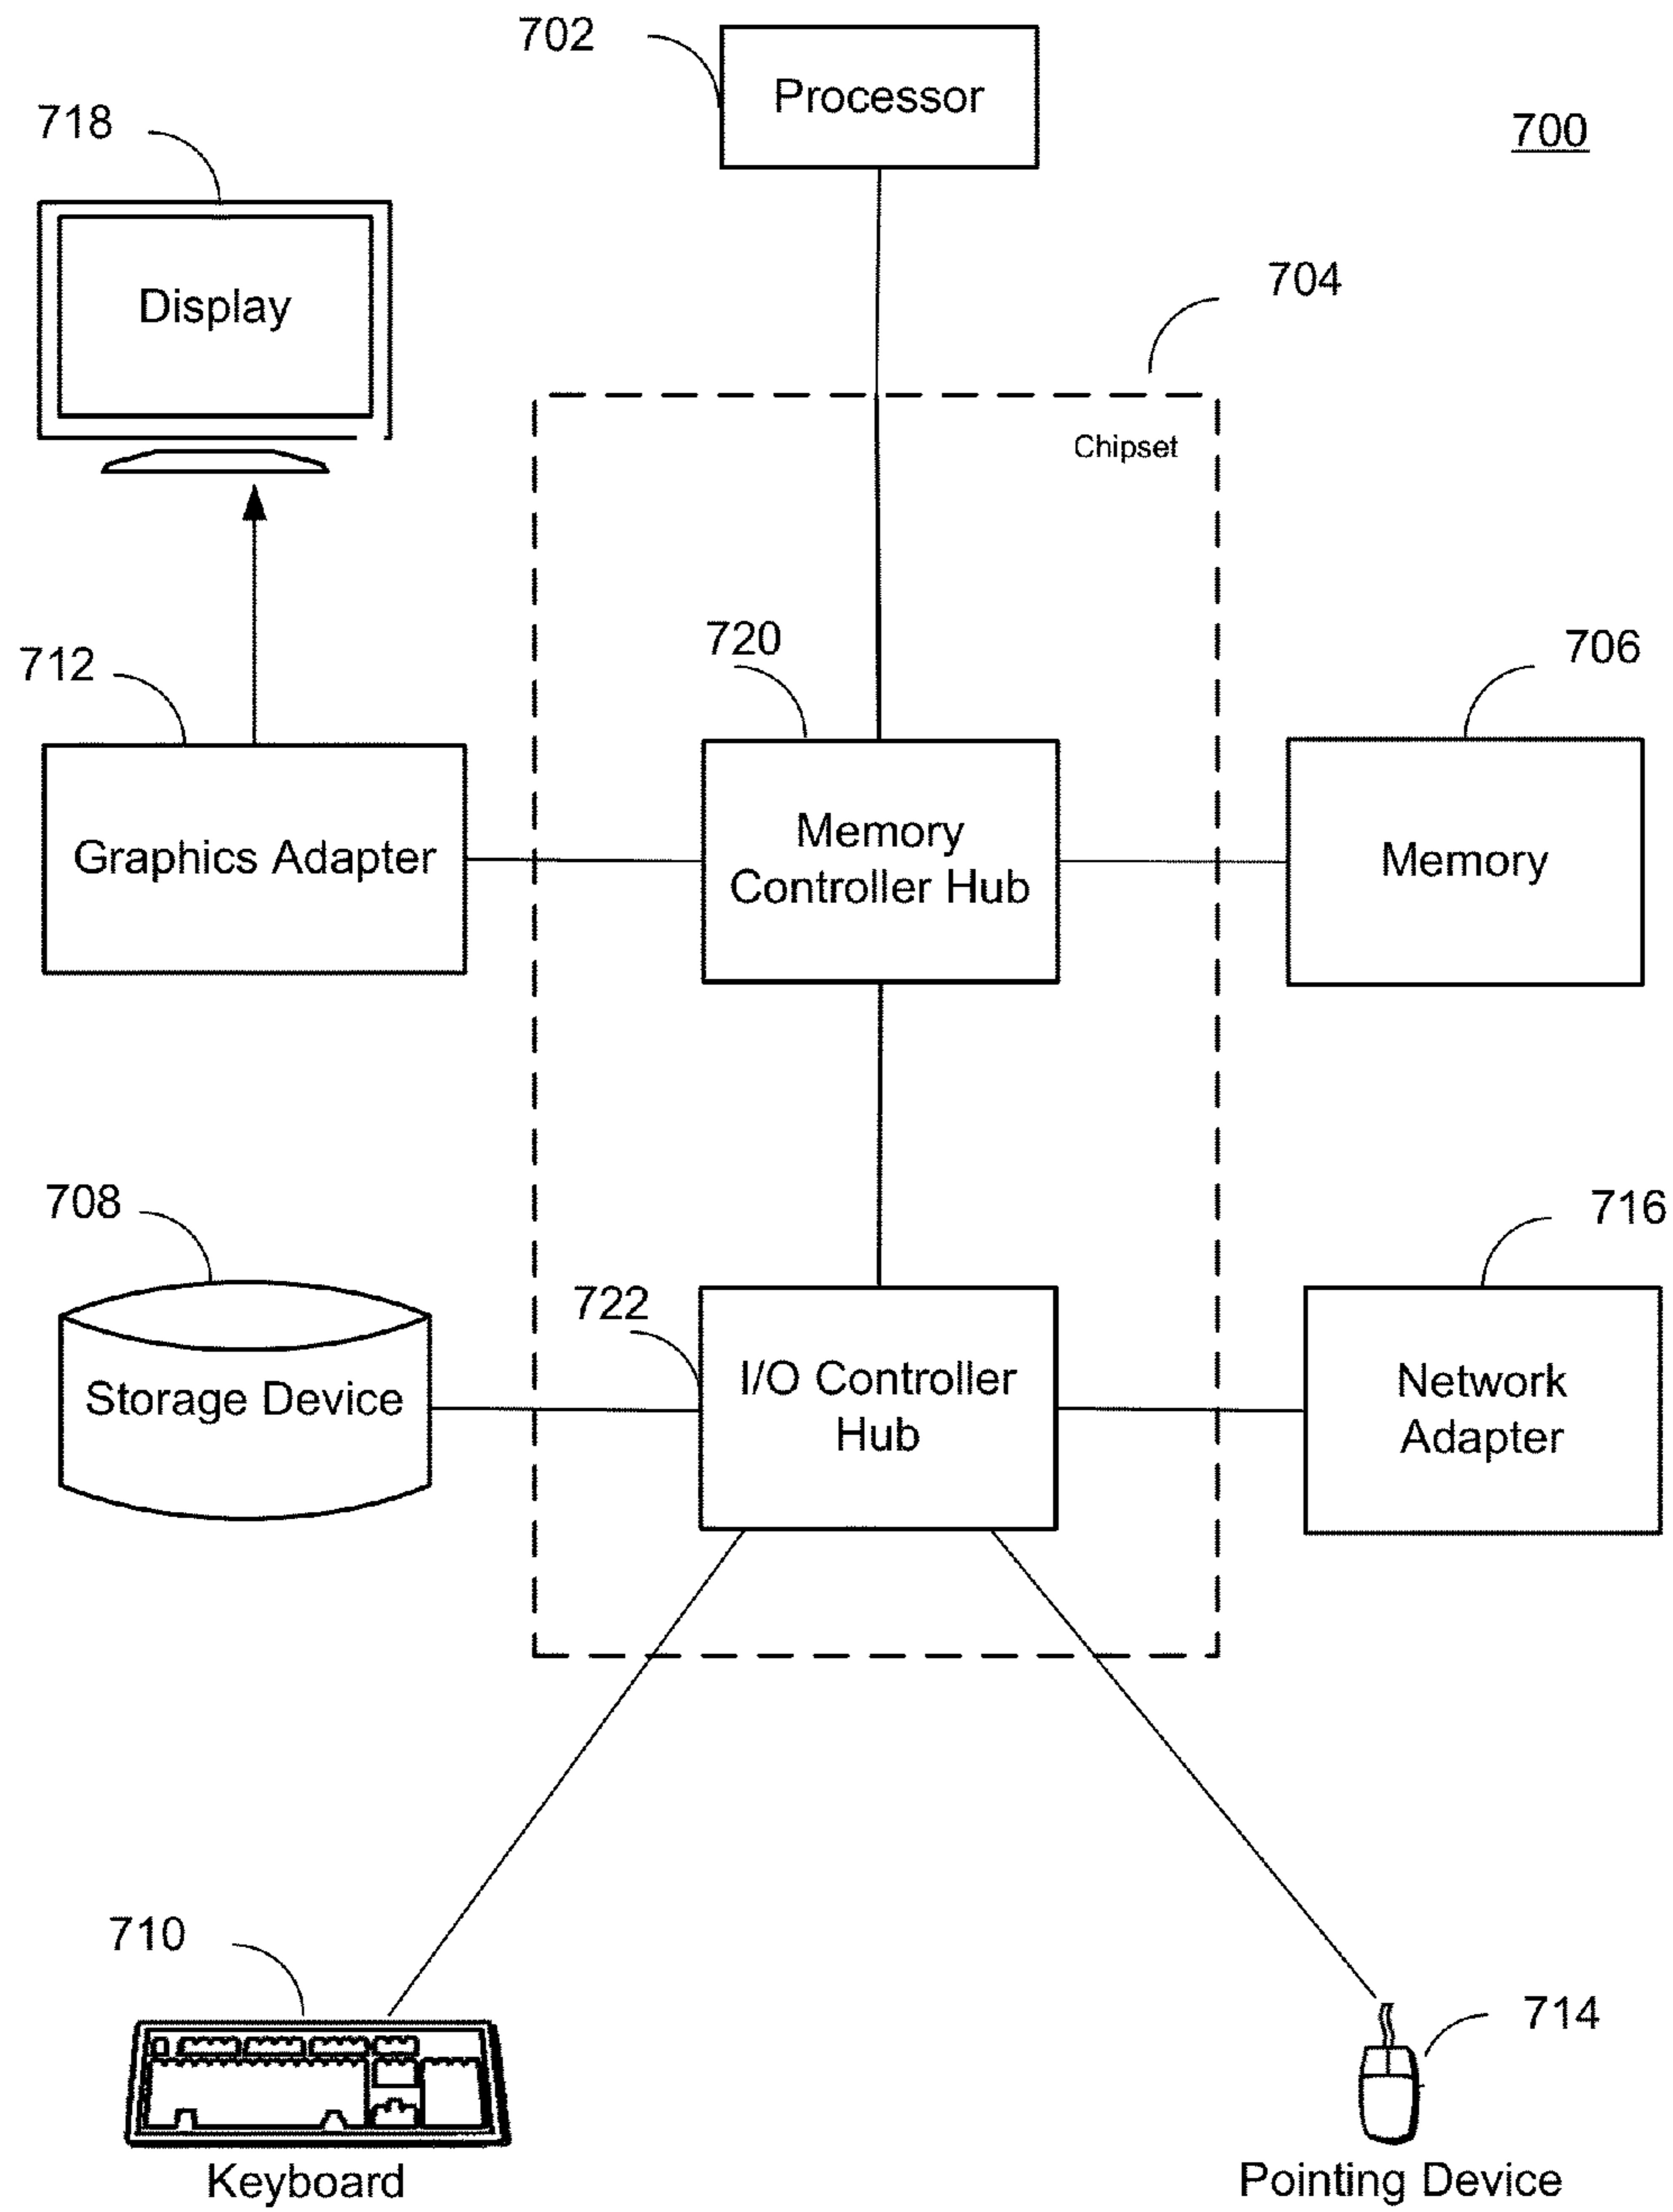 702
Processor
718
700
Display
704
Chipset
720
706
712
Memory
Controller Hub
Graphics Adapter
Memory
708
716
722
I/O Controller
Hub
Storage Device
Network
Adapter
710
714
Keyboard
Pointing Device